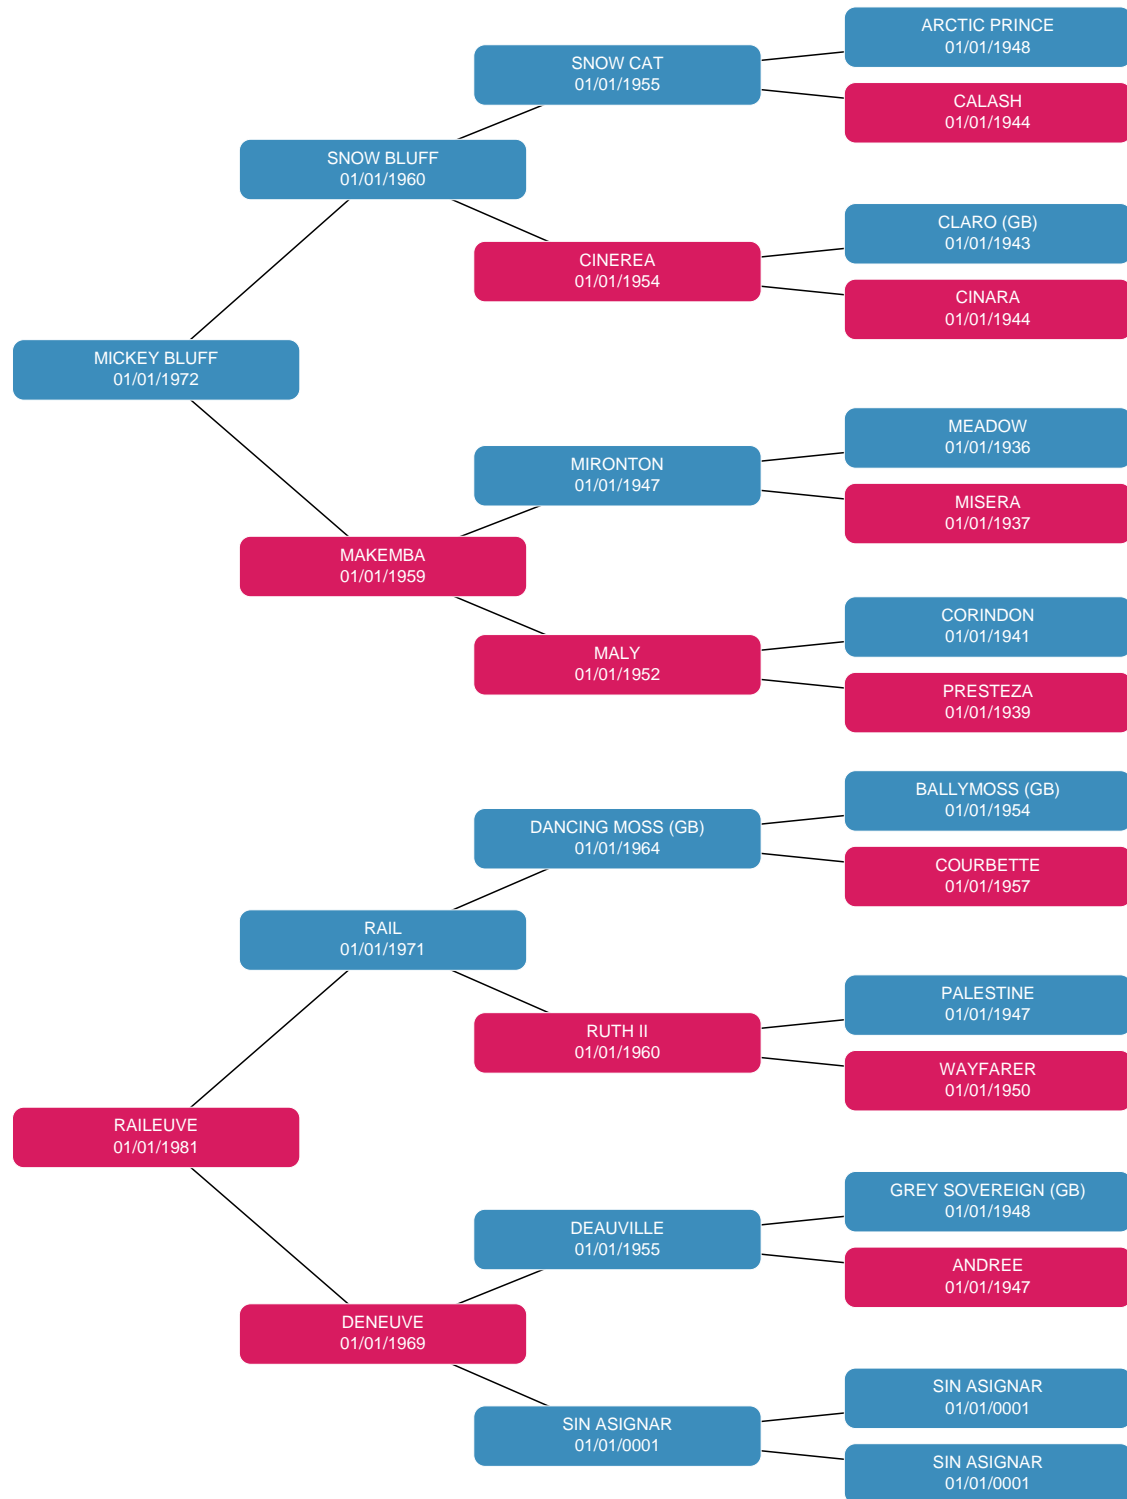 ARCTIC PRINCE
01/01/1948
SNOW CAT
01/01/1955
CALASH
01/01/1944
SNOW BLUFF
01/01/1960
CLARO (GB)
01/01/1943
CINEREA
01/01/1954
CINARA
01/01/1944
MICKEY BLUFF
01/01/1972
MEADOW
01/01/1936
MIRONTON
01/01/1947
MISERA
01/01/1937
MAKEMBA
01/01/1959
CORINDON
01/01/1941
MALY
01/01/1952
PRESTEZA
01/01/1939
BALLYMOSS (GB)
01/01/1954
DANCING MOSS (GB)
01/01/1964
COURBETTE
01/01/1957
RAIL
01/01/1971
PALESTINE
01/01/1947
RUTH II
01/01/1960
WAYFARER
01/01/1950
RAILEUVE
01/01/1981
GREY SOVEREIGN (GB)
01/01/1948
DEAUVILLE
01/01/1955
ANDREE
01/01/1947
DENEUVE
01/01/1969
SIN ASIGNAR
01/01/0001
SIN ASIGNAR
01/01/0001
SIN ASIGNAR
01/01/0001